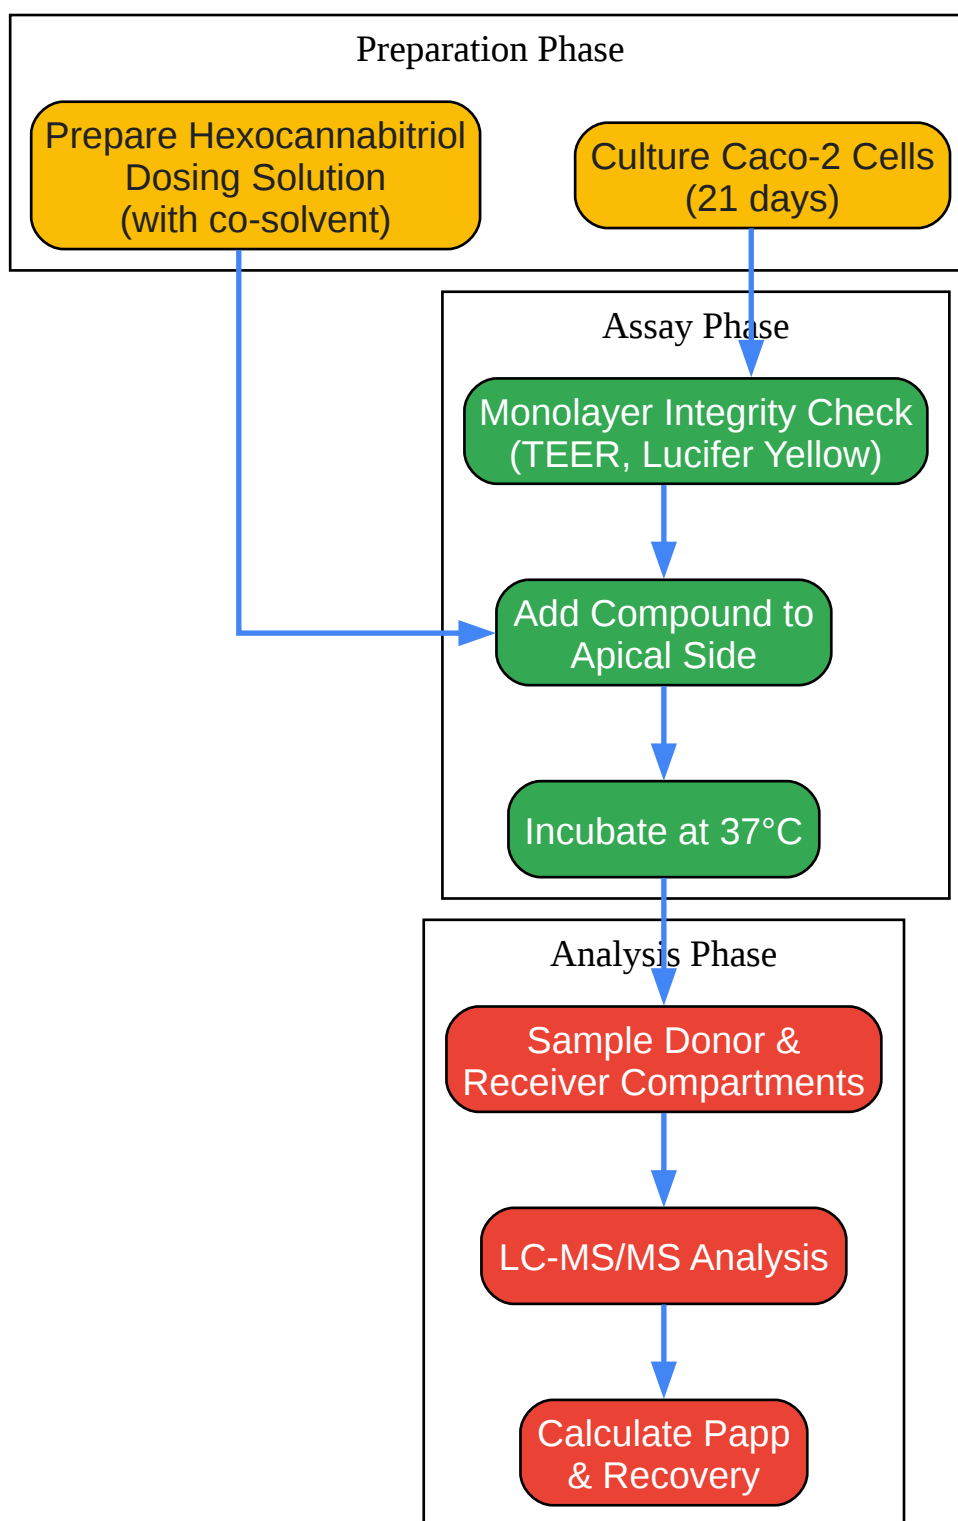 Preparation Phase
Prepare Hexocannabitriol
Dosing Solution
(with co-solvent)
Culture Caco-2 Cells
(21 days)
Assay Phase
Monolayer Integrity Check
(TEER, Lucifer Yellow)
Add Compound to
Apical Side
Incubate at 37°C
Analysis Phase
Sample Donor &
Receiver Compartments
LC-MS/MS Analysis
Calculate Papp
& Recovery